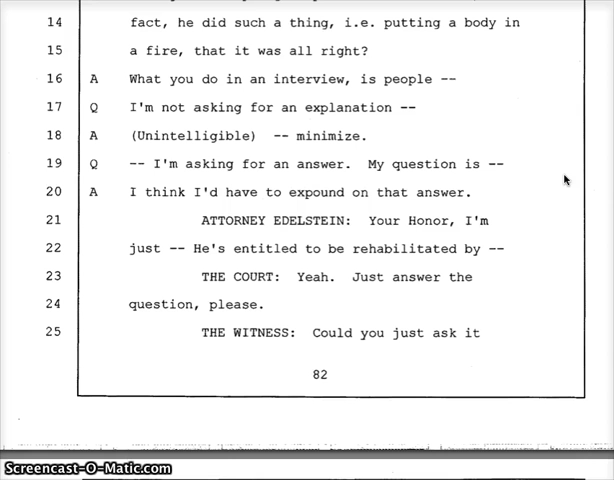 14 fact, he did such a thing, i.e. putting a body in
15 a fire, that it was all right?
16 A What you do in an interview, is people --
17 Q I'm not asking for an explanation --
18 A (Unintelligible) -- minimize.
19 Q -- I'm asking for an answer. My question is --
20 A I think I'd have to expound on that answer.
21 ATTORNEY EDELSTEIN: Your Honor, I'm
22 just -- He's entitled to be rehabilitated by --
23 THE COURT: Yeah. Just answer the
24 question, please.
25 THE WITNESS: Could you just ask it
82
Screencast-O-Matic.com